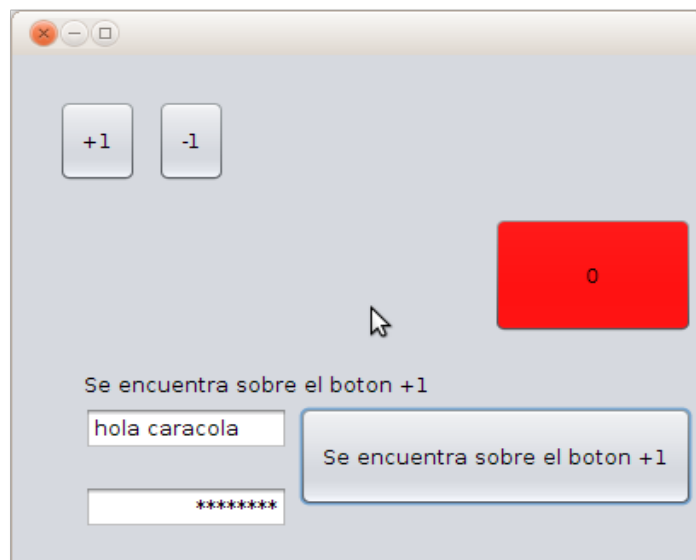 +1
-1
0
Se encuentra sobre el boton +1
hola caracola
Se encuentra sobre el boton +1
********